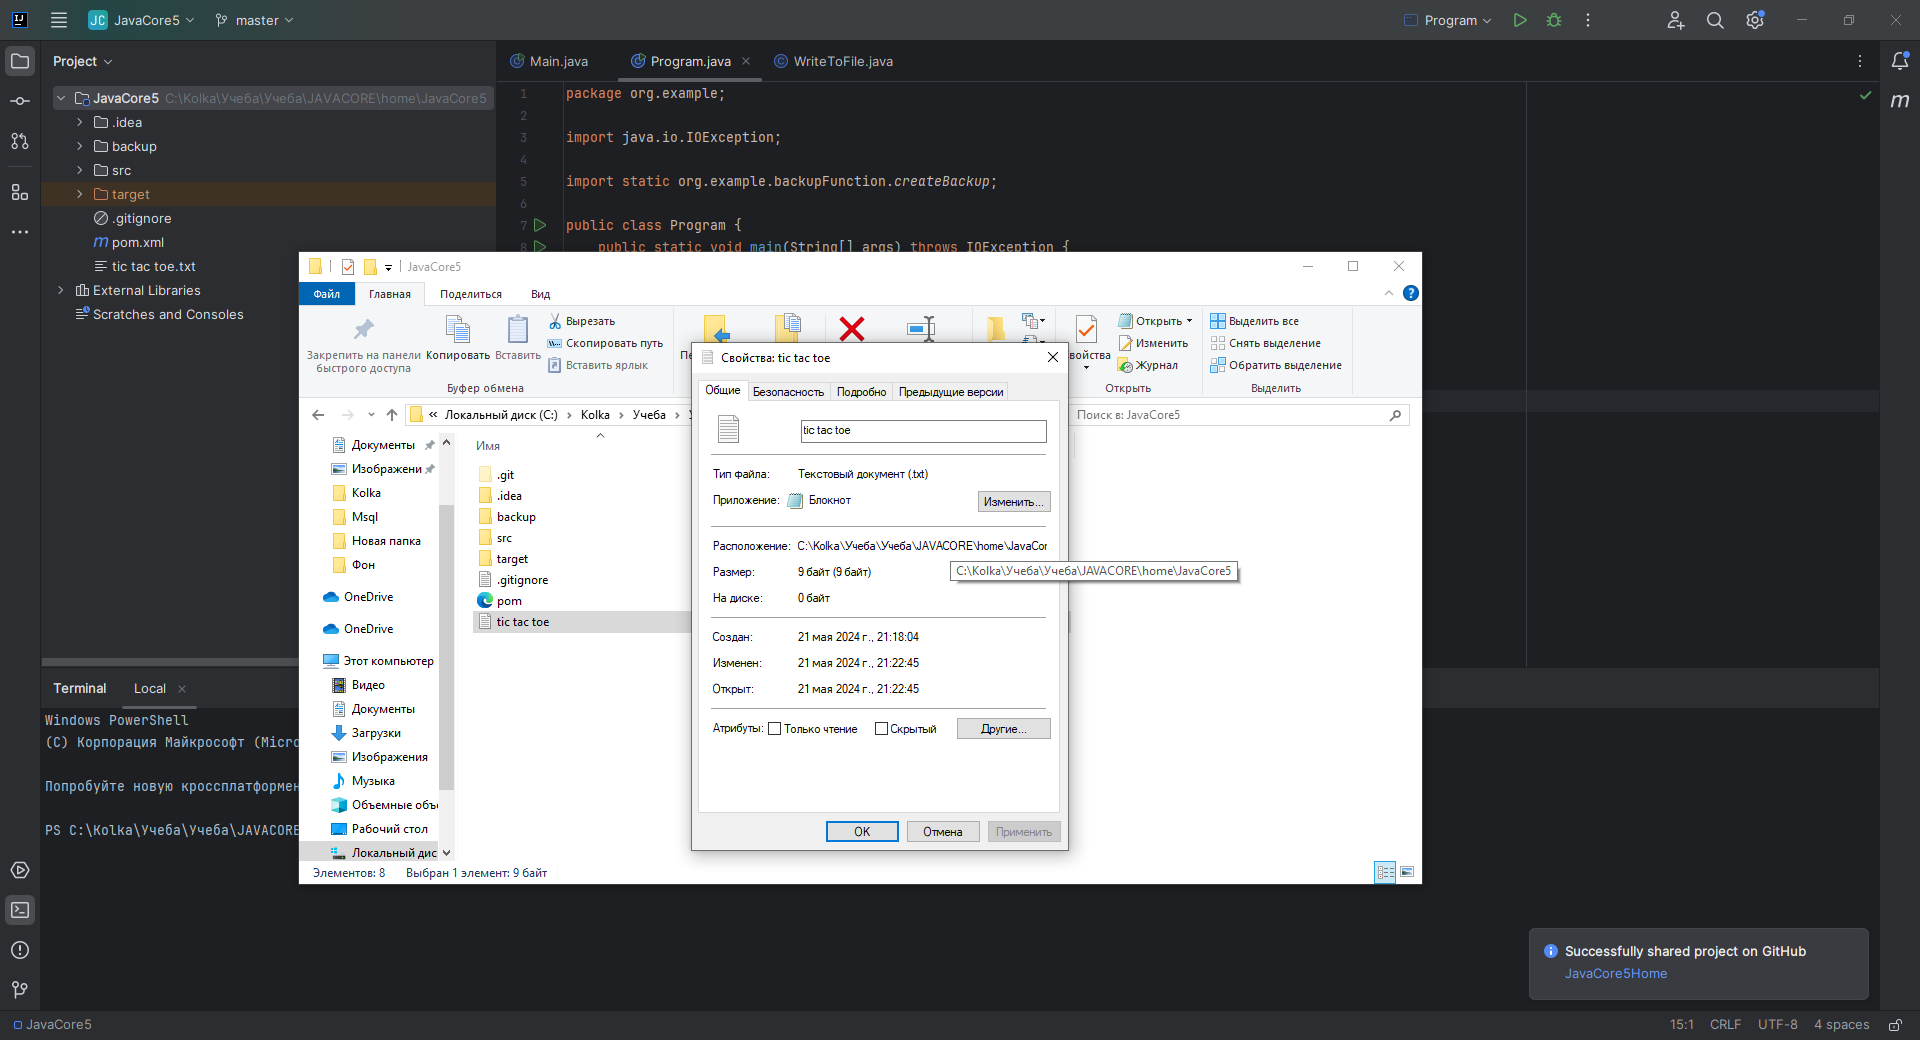 JC JavaCore5 master Program
Project
JavaCore5 C:\Kolka\Учеба\Учеба\JAVACORE\home\JavaCore5
.idea
backup
src
target
.gitignore
pom.xml
tic tac toe.txt
External Libraries
Scratches and Consoles
Main.java Program.java WriteToFile.java
1 package org.example;
2
3 import java.io.IOException;
4
5 import static org.example.backupFunction.createBackup;
6
7 public class Program {
8 public static void main(String[] args) throws IOException {
JavaCore5
Файл Главная Поделиться Вид
Закрепить на панели быстрого доступа
Копировать
Вставить
Вырезать
Скопировать путь
Вставить ярлык
Буфер обмена
Открыть
Изменить
Журнал
Открыть
Выделить все
Снять выделение
Обратить выделение
Выделить
« Локальный диск (C:) › Kolka › Учеба ›
Поиск в: JavaCore5
Документы
Изображени
Kolka
Msql
Новая папка
Фон
OneDrive
OneDrive
Этот компьютер
Видео
Документы
Загрузки
Изображения
Музыка
Объемные объ
Рабочий стол
Локальный дис
Имя
.git
.idea
backup
src
target
.gitignore
pom
tic tac toe
Элементов: 8 Выбран 1 элемент: 9 байт
Свойства: tic tac toe
Общие Безопасность Подробно Предыдущие версии
tic tac toe
Тип файла: Текстовый документ (.txt)
Приложение: Блокнот Изменить...
Расположение: C:\Kolka\Учеба\Учеба\JAVACORE\home\JavaCor
C:\Kolka\Учеба\Учеба\JAVACORE\home\JavaCore5
Размер: 9 байт (9 байт)
На диске: 0 байт
Создан: 21 мая 2024 г., 21:18:04
Изменен: 21 мая 2024 г., 21:22:45
Открыт: 21 мая 2024 г., 21:22:45
Атрибуты: Только чтение Скрытый Другие...
OK Отмена Применить
Terminal Local
Windows PowerShell
(C) Корпорация Майкрософт (Micro
Попробуйте новую кроссплатформен
PS C:\Kolka\Учеба\Учеба\JAVACORE
Successfully shared project on GitHub
JavaCore5Home
JavaCore5
15:1 CRLF UTF-8 4 spaces